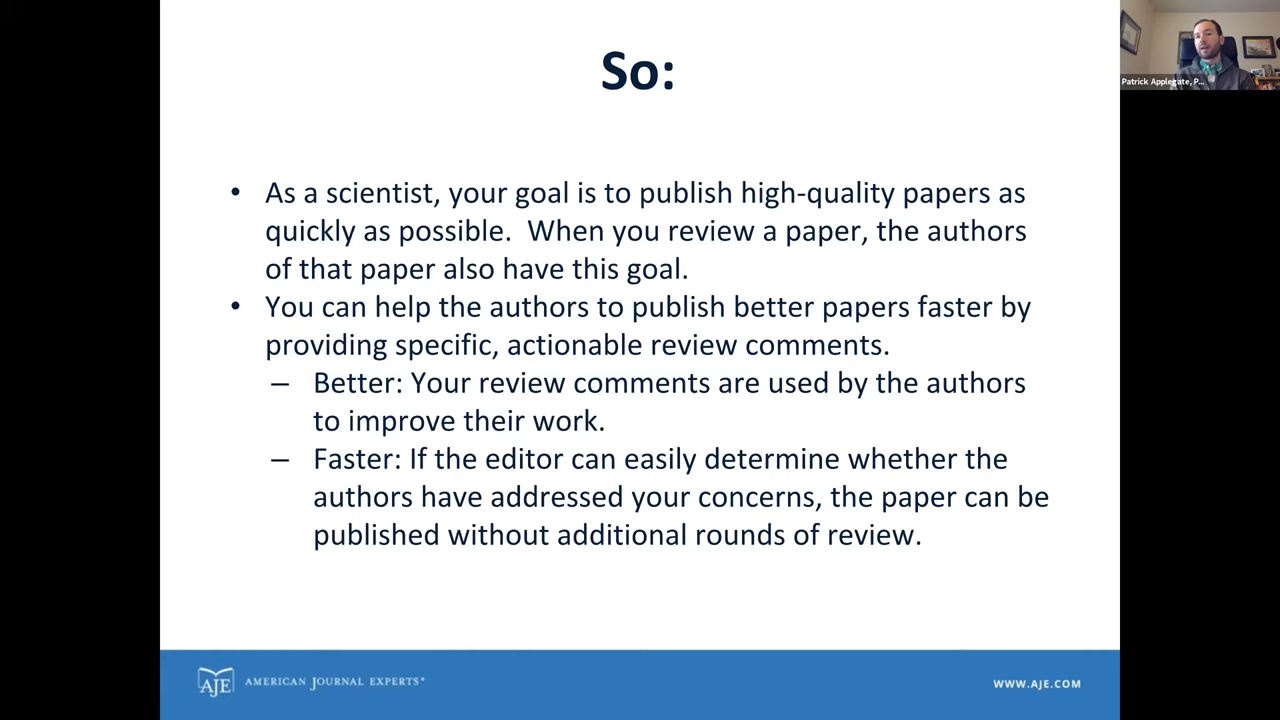 So:
Patrick Applegate, P...
• As a scientist, your goal is to publish high-quality papers as
quickly as possible.  When you review a paper, the authors
of that paper also have this goal.
• You can help the authors to publish better papers faster by
providing specific, actionable review comments.
– Better: Your review comments are used by the authors
to improve their work.
– Faster: If the editor can easily determine whether the
authors have addressed your concerns, the paper can be
published without additional rounds of review.
AJE AMERICAN JOURNAL EXPERTS®
WWW.AJE.COM